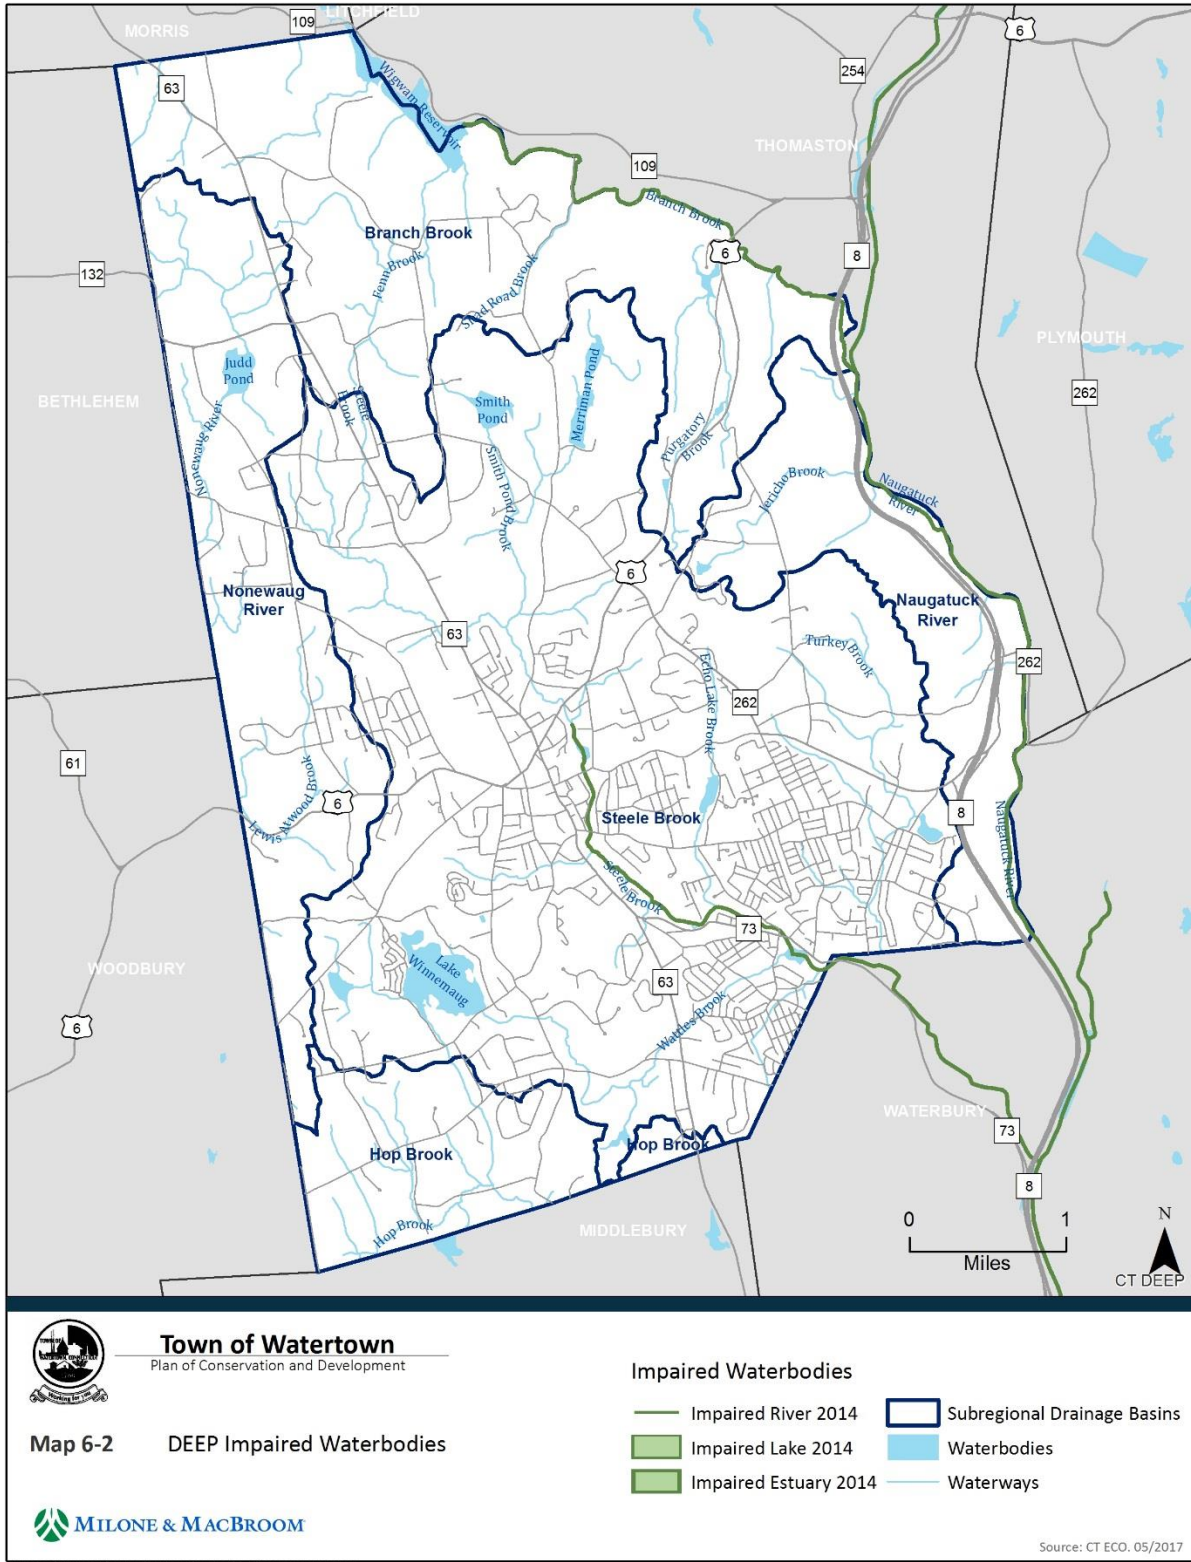 LITCHFIELD
109
MORRIS
6
254
63
Wigwam Reservoir
THOMASTON
109
Branch Brook
Branch Brook
6
8
132
Fenn Brook
Slad Road Brook
PLYMOUTH
Judd
Pond
262
BETHLEHEM
Steele
Brook
Smith
Pond
Merriman Pond
Nonewaug River
Purgatory
Brook
Smith Pond Brook
Jericho Brook
Naugatuck
River
6
Nonewaug
River
Naugatuck
River
63
Turkey Brook
Echo Lake Brook
262
262
61
Lewis Atwood Brook
6
8
Steele Brook
Naugatuck River
Steele Brook
73
WOODBURY
Lake
Winnemaug
63
6
Wattles Brook
WATERBURY
73
Hop Brook
Hop Brook
8
Hop Brook
MIDDLEBURY
0 1
Miles
N
CT DEEP
Town of Watertown
Plan of Conservation and Development
Map 6-2 DEEP Impaired Waterbodies
MILONE & MACBROOM
Impaired Waterbodies
Impaired River 2014
Impaired Lake 2014
Impaired Estuary 2014
Subregional Drainage Basins
Waterbodies
Waterways
Source: CT ECO. 05/2017